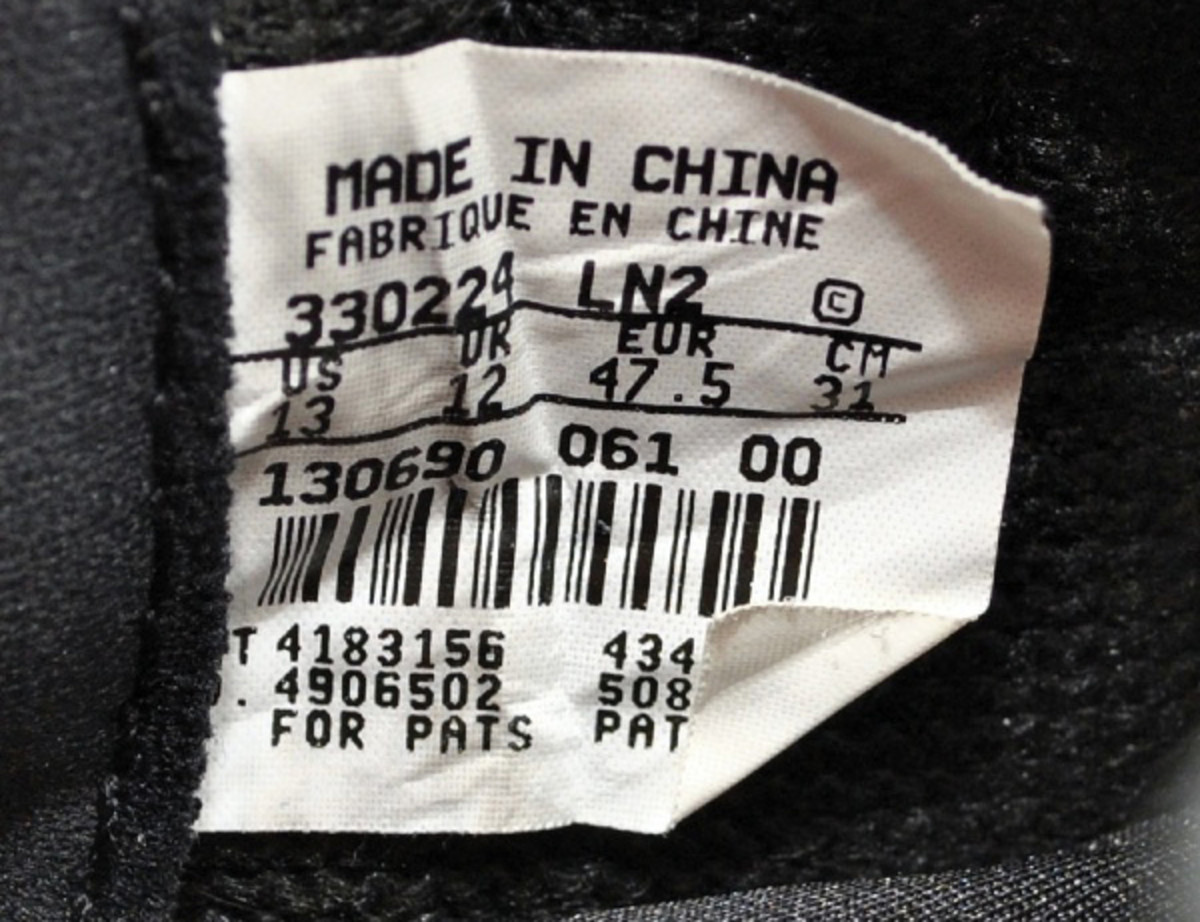 MADE IN CHINA
FABRIQUE EN CHINE
330224 LN2 ©
US UK EUR CM
13 12 47.5 31
130690 061 00
T 4183156 434
. 4906502 508
FOR PATS PAT